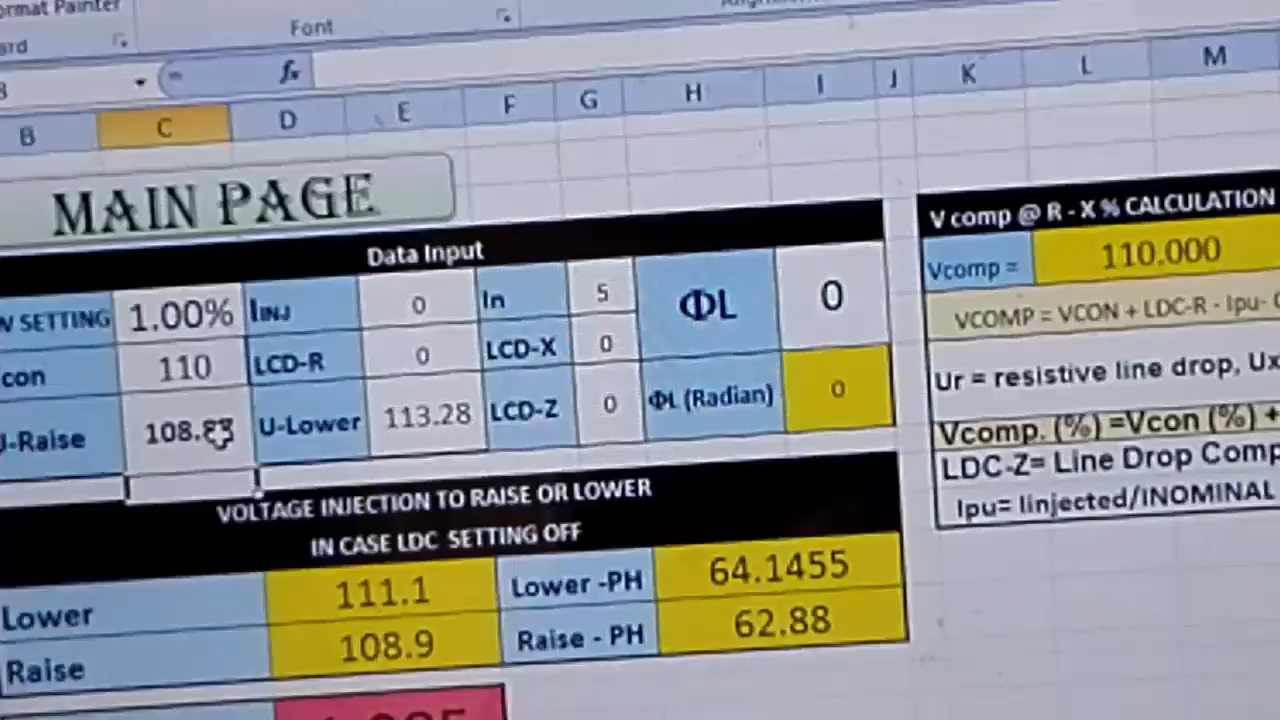 ormat Painter
Font
fx
B C D E F G H I J K L M
MAIN PAGE
Data Input
SETTING 1.00% IINJ 0 In 5 ΦL 0
con 110 LCD-R 0 LCD-X 0
U-Raise U-Lower 113.28 LCD-Z 0 ΦL (Radian) 0
VOLTAGE INJECTION TO RAISE OR LOWER
IN CASE LDC SETTING OFF
Lower 111.1 Lower -PH 64.1455
Raise 108.9 Raise - PH 62.88
V comp @ R - X % CALCULATION
Vcomp = 110.000
VCOMP = VCON + LDC-R - Ipu-
Ur = resistive line drop, Ux
Vcomp. (%) =Vcon (%) +
LDC-Z= Line Drop Comp
Ipu= Iinjected/INOMINAL